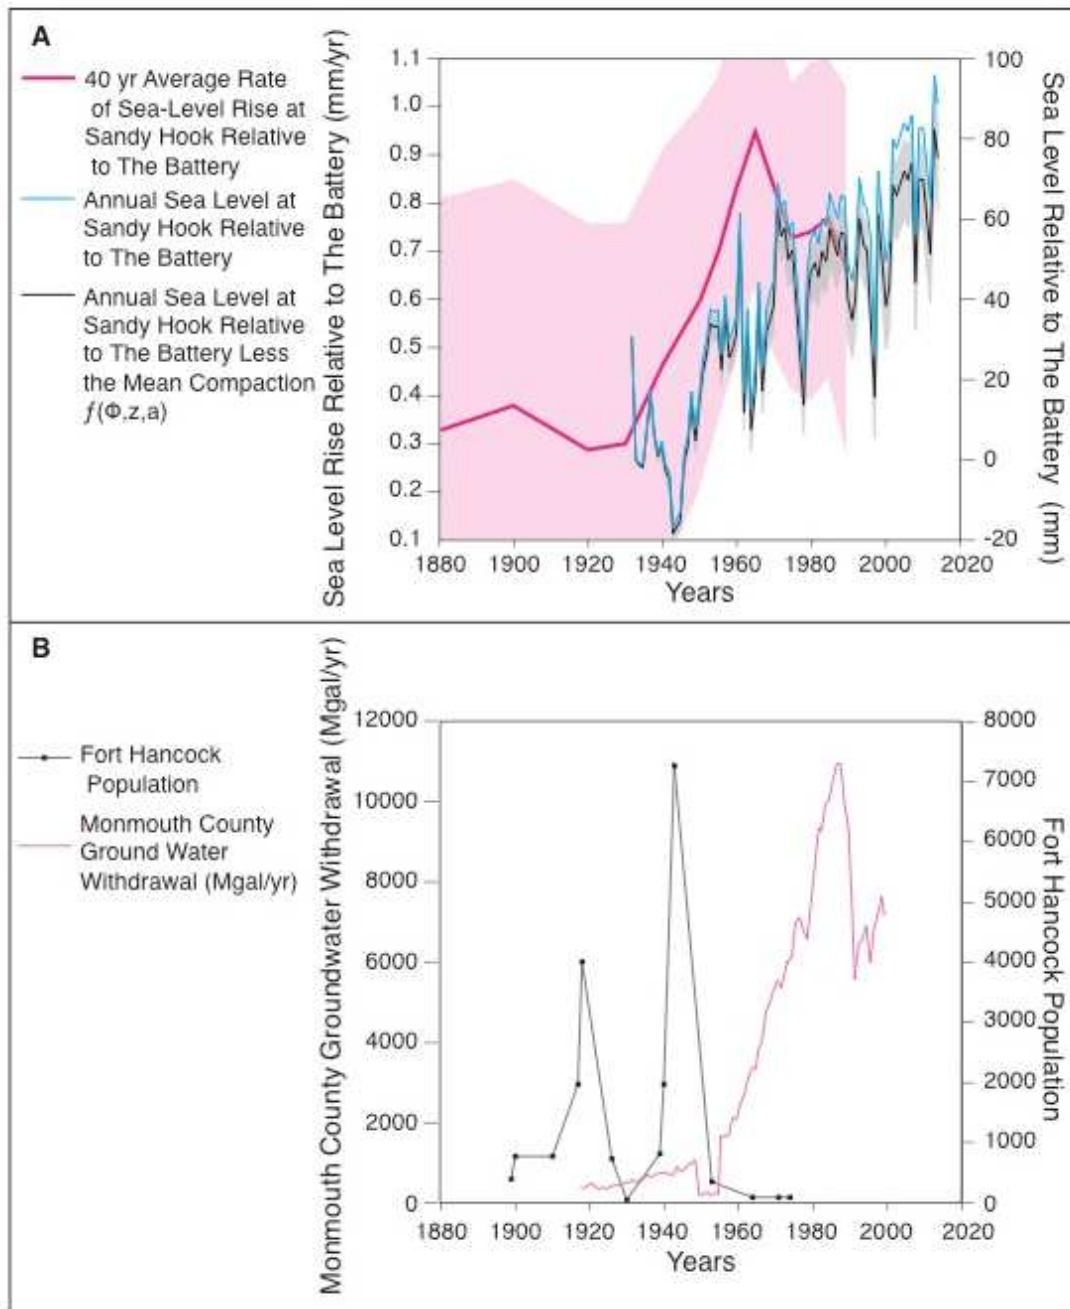 A
40 yr Average Rate
of Sea-Level Rise at
Sandy Hook Relative
to The Battery
Annual Sea Level at
Sandy Hook Relative
to The Battery
Annual Sea Level at
Sandy Hook Relative
to The Battery Less
the Mean Compaction
ƒ(Φ,z,a)
Sea Level Rise Relative to The Battery (mm/yr)
1.1
1.0
0.9
0.8
0.7
0.6
0.5
0.4
0.3
0.2
0.1
100
80
60
40
20
0
-20
Sea Level Relative to The Battery (mm)
1880 1900 1920 1940 1960 1980 2000 2020
Years
B
Fort Hancock
Population
Monmouth County
Ground Water
Withdrawal (Mgal/yr)
Monmouth County Groundwater Withdrawal (Mgal/yr)
12000
10000
8000
6000
4000
2000
0
8000
7000
6000
5000
4000
3000
2000
1000
0
Fort Hancock Population
1880 1900 1920 1940 1960 1980 2000 2020
Years